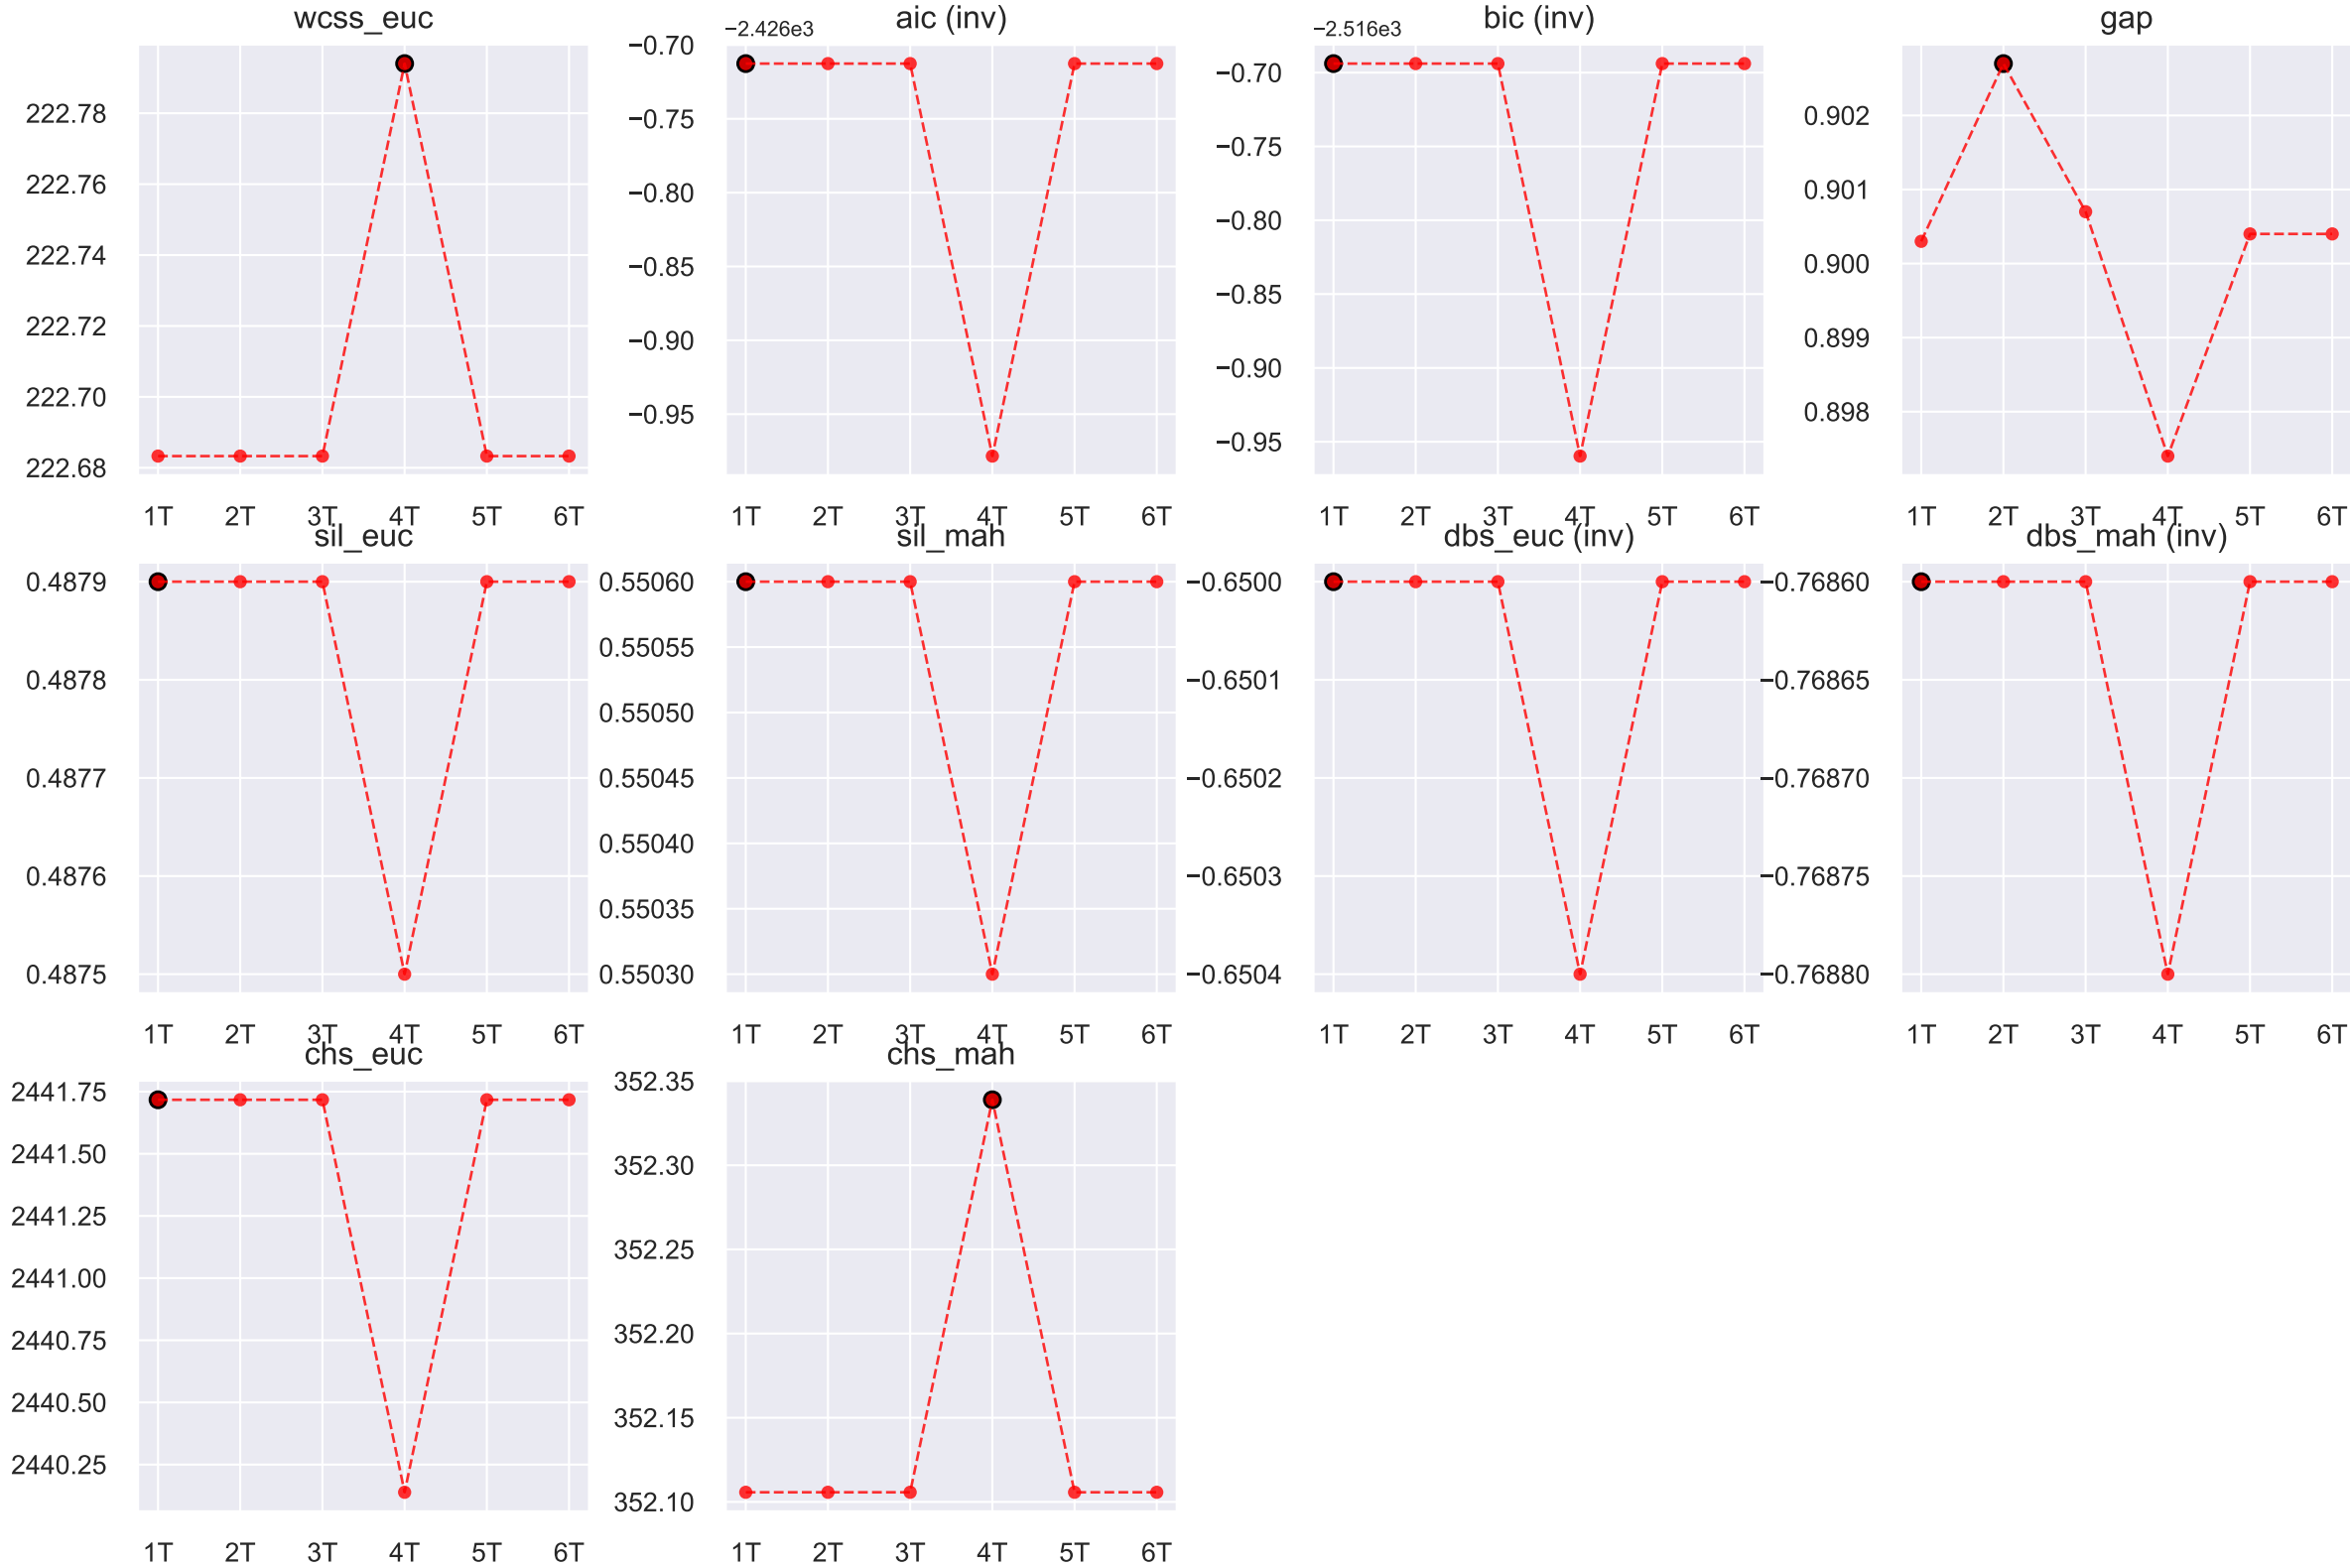 wcss_euc
222.78
222.76
222.74
222.72
222.70
222.68
1T 2T 3T 4T 5T 6T
aic (inv)
−2.426e3
−0.70
−0.75
−0.80
−0.85
−0.90
−0.95
1T 2T 3T 4T 5T 6T
bic (inv)
−2.516e3
−0.70
−0.75
−0.80
−0.85
−0.90
−0.95
1T 2T 3T 4T 5T 6T
gap
0.902
0.901
0.900
0.899
0.898
1T 2T 3T 4T 5T 6T
sil_euc
0.4879
0.4878
0.4877
0.4876
0.4875
1T 2T 3T 4T 5T 6T
sil_mah
0.55060
0.55055
0.55050
0.55045
0.55040
0.55035
0.55030
1T 2T 3T 4T 5T 6T
dbs_euc (inv)
−0.6500
−0.6501
−0.6502
−0.6503
−0.6504
1T 2T 3T 4T 5T 6T
dbs_mah (inv)
−0.76860
−0.76865
−0.76870
−0.76875
−0.76880
1T 2T 3T 4T 5T 6T
chs_euc
2441.75
2441.50
2441.25
2441.00
2440.75
2440.50
2440.25
1T 2T 3T 4T 5T 6T
chs_mah
352.35
352.30
352.25
352.20
352.15
352.10
1T 2T 3T 4T 5T 6T